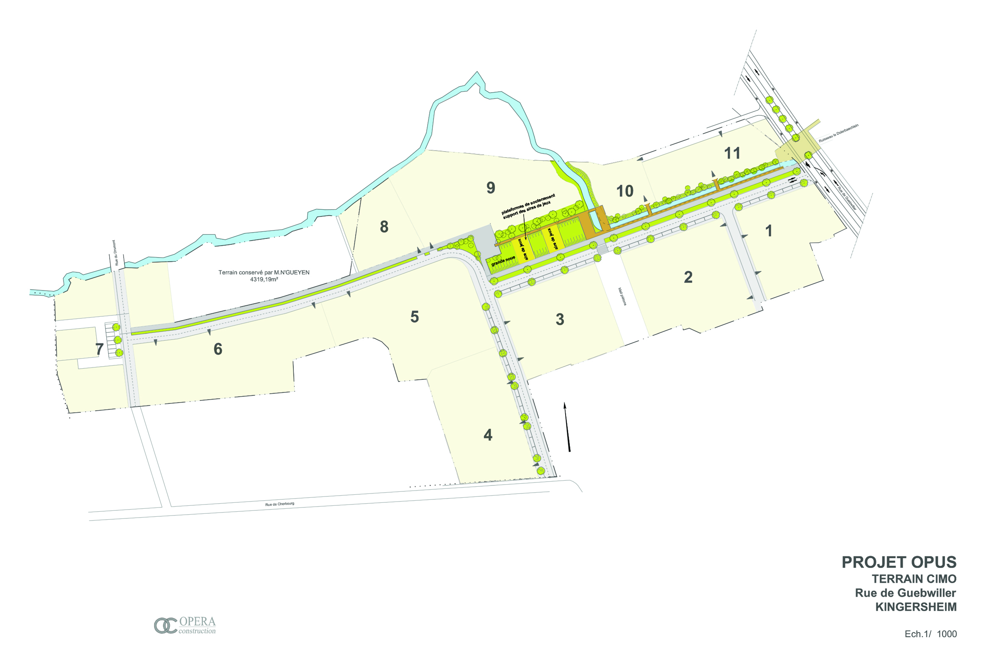 Ruisseau le Dolerbaechlein
11
Rue de Guebwiller
9
10
plateformes de soutenement
support des aires de jeux
8
1
aire de jeux
aire de jeux
grande noue
Rue du Drumont
Terrain conservé par M.N'GUEYEN
4319,19m²
2
Mail piétons
5
3
7
6
4
Rue de Cherbourg
PROJET OPUS
TERRAIN CIMO
Rue de Guebwiller
KINGERSHEIM
OC OPERA
construction
Ech.1/ 1000